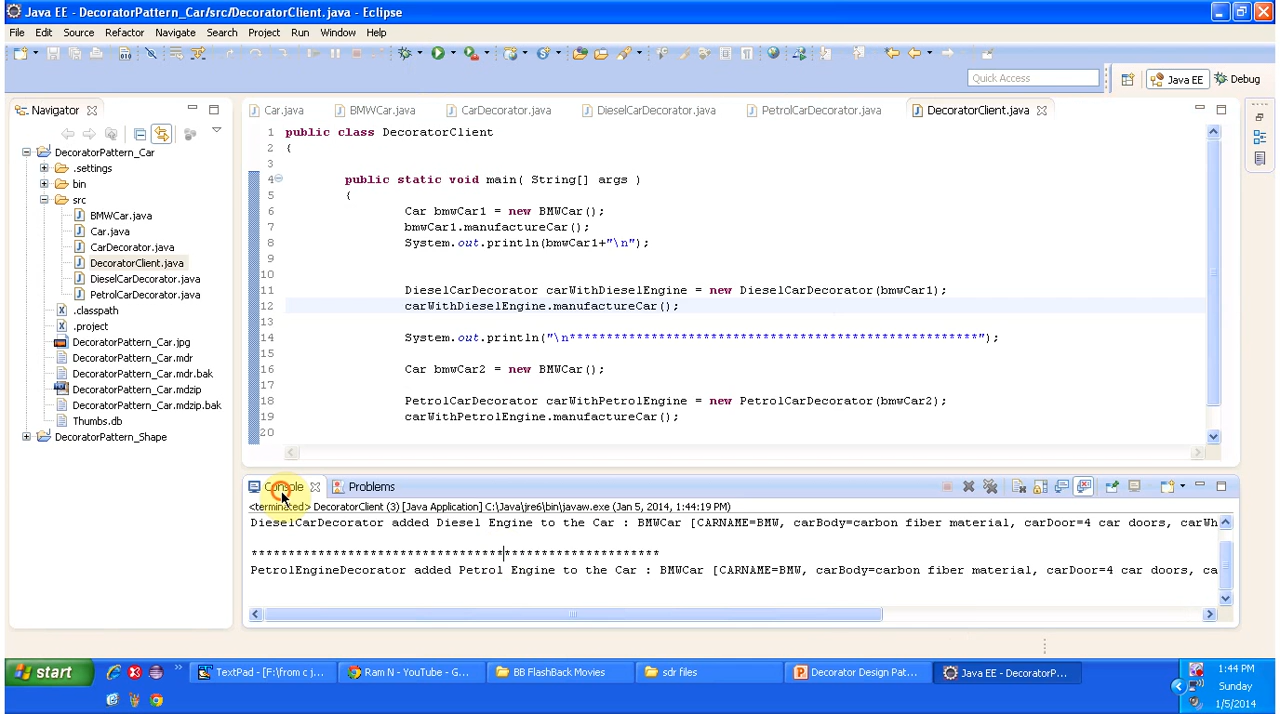 Java EE - DecoratorPattern_Car/src/DecoratorClient.java - Eclipse
File Edit Source Refactor Navigate Search Project Run Window Help
Quick Access
Java EE
Debug
Navigator
Car.java
BMWCar.java
CarDecorator.java
DieselCarDecorator.java
PetrolCarDecorator.java
DecoratorClient.java
DecoratorPattern_Car
.settings
bin
src
BMWCar.java
Car.java
CarDecorator.java
DecoratorClient.java
DieselCarDecorator.java
PetrolCarDecorator.java
.classpath
.project
DecoratorPattern_Car.jpg
DecoratorPattern_Car.mdr
DecoratorPattern_Car.mdr.bak
DecoratorPattern_Car.mdzip
DecoratorPattern_Car.mdzip.bak
Thumbs.db
DecoratorPattern_Shape
1 public class DecoratorClient
2 {
3
4 public static void main( String[] args )
5 {
6 Car bmwCar1 = new BMWCar();
7 bmwCar1.manufactureCar();
8 System.out.println(bmwCar1+"\n");
9
10
11 DieselCarDecorator carWithDieselEngine = new DieselCarDecorator(bmwCar1);
12 carWithDieselEngine.manufactureCar();
13
14 System.out.println("\n*******************************************************");
15
16 Car bmwCar2 = new BMWCar();
17
18 PetrolCarDecorator carWithPetrolEngine = new PetrolCarDecorator(bmwCar2);
19 carWithPetrolEngine.manufactureCar();
20
Console
Problems
<terminated> DecoratorClient (3) [Java Application] C:\Java\jre6\bin\javaw.exe (Jan 5, 2014, 1:44:19 PM)
DieselCarDecorator added Diesel Engine to the Car : BMWCar [CARNAME=BMW, carBody=carbon fiber material, carDoor=4 car doors, carWh
*******************************************************
PetrolEngineDecorator added Petrol Engine to the Car : BMWCar [CARNAME=BMW, carBody=carbon fiber material, carDoor=4 car doors, ca
start
TextPad - [F:\from c j...
Ram N - YouTube - G...
BB FlashBack Movies
sdr files
Decorator Design Pat...
Java EE - DecoratorP...
1:44 PM
Sunday
1/5/2014